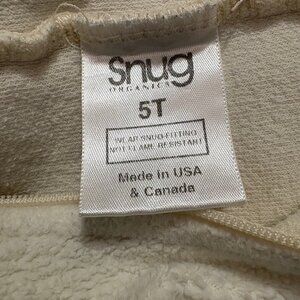 Snug
ORGANICS
5T
WEAR SNUG-FITTING
NOT FLAME RESISTANT
Made in USA
& Canada